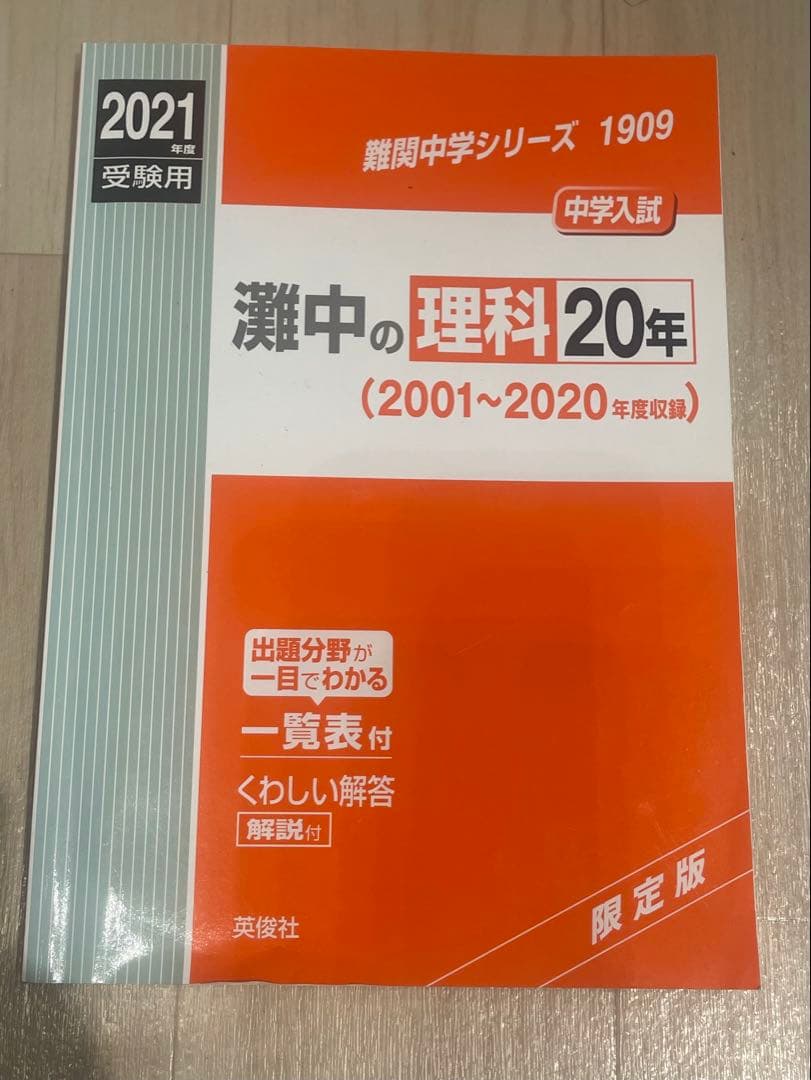 2021年度
受験用
難関中学シリーズ 1909
中学入試
灘中の理科20年
(2001~2020年度収録)
出題分野が
一目でわかる
一覧表付
くわしい解答
解説付
英俊社
限定版